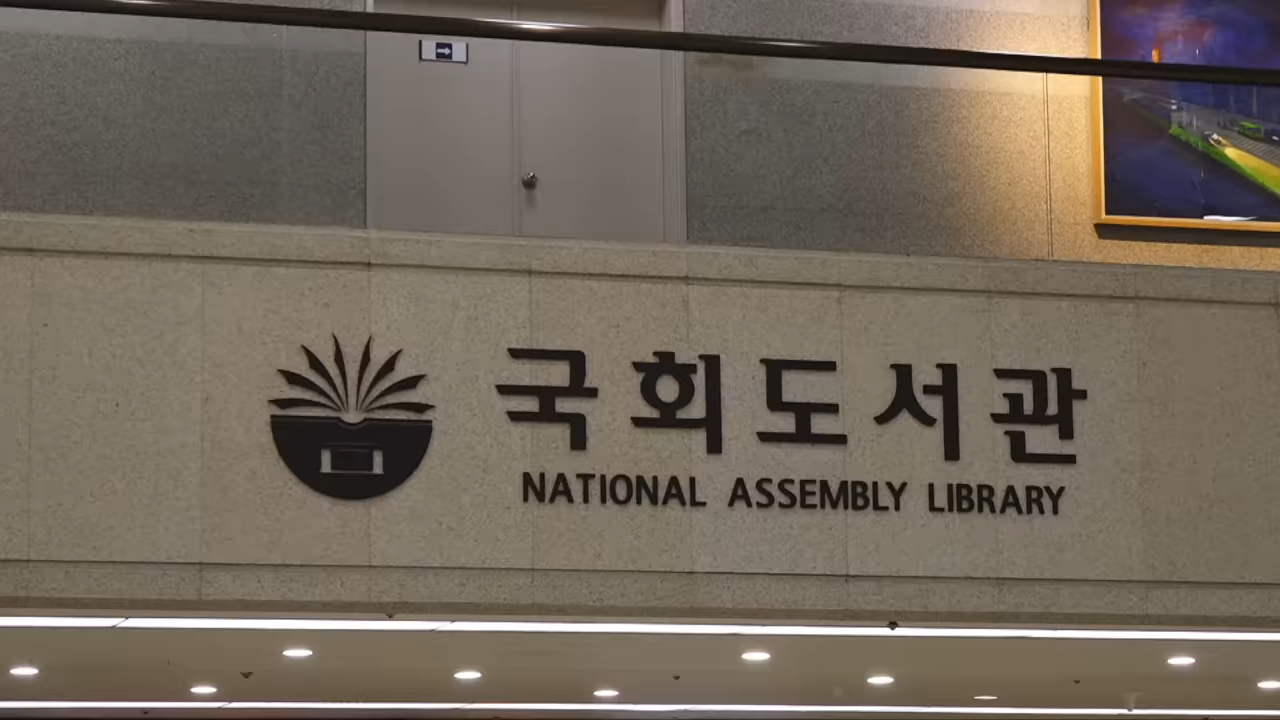 국회도서관
NATIONAL ASSEMBLY LIBRARY